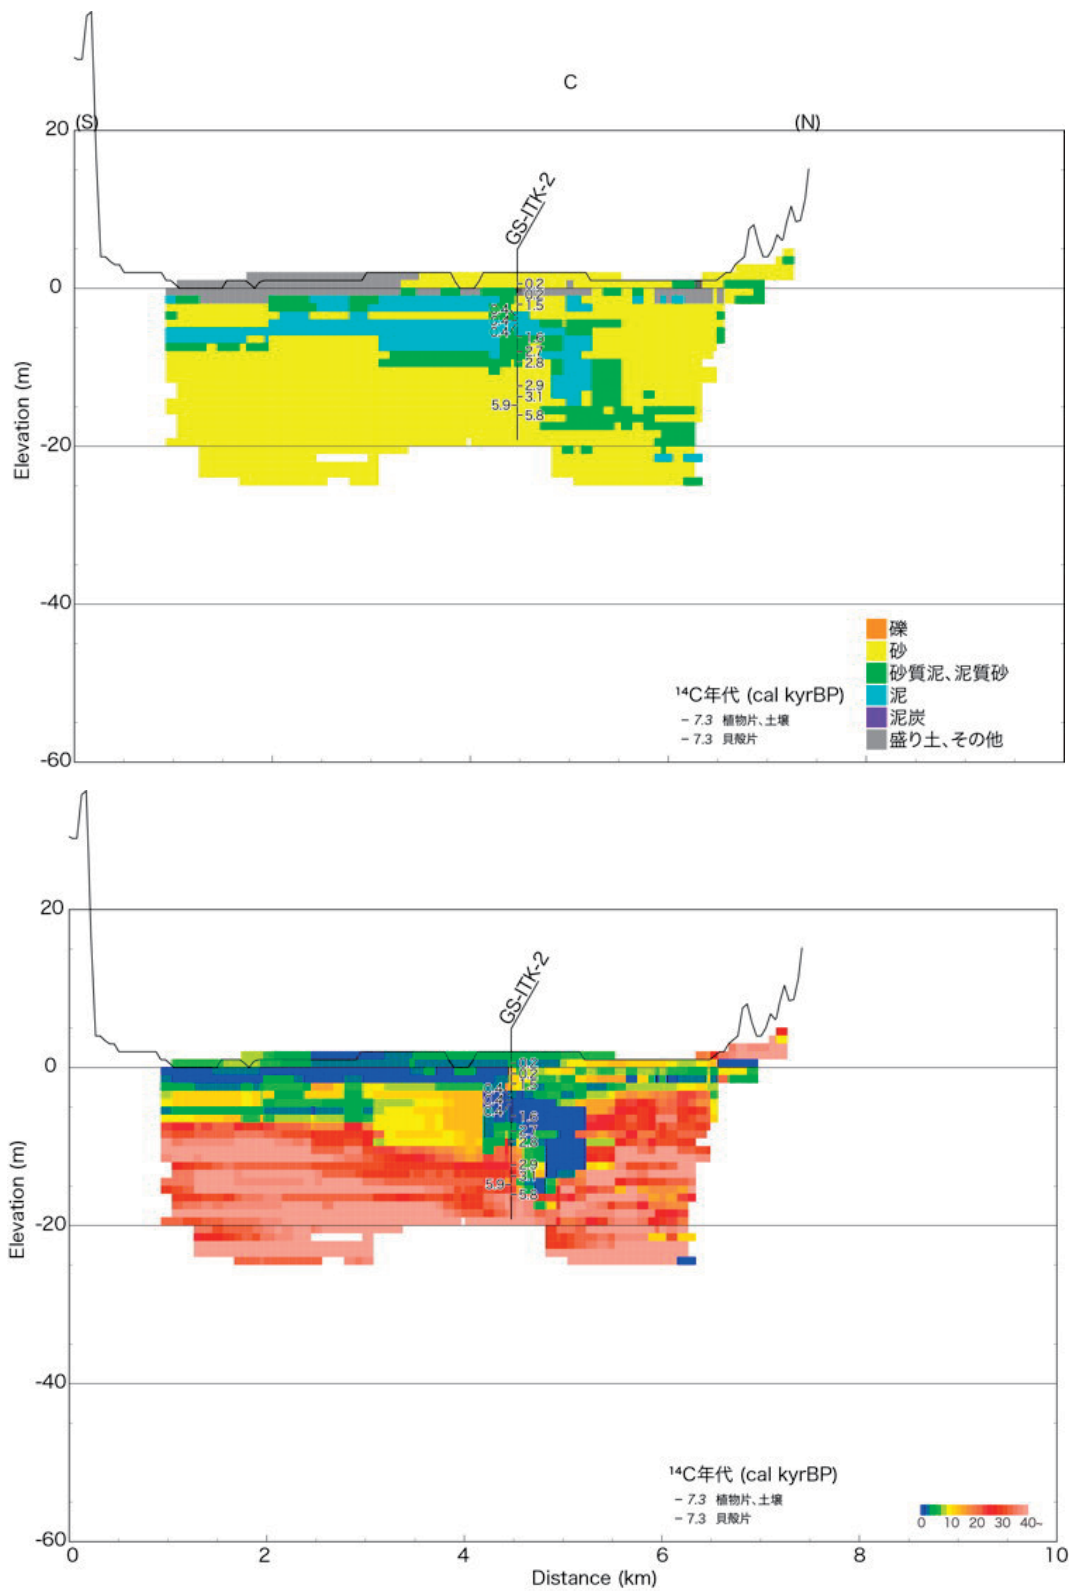 C
(S)
(N)
20
0
-20
-40
-60
Elevation (m)
GS-ITK-2
0.2
0.2
1.5
1.6
2.7
2.8
2.9
3.1
5.9
5.8
¹⁴C年代 (cal kyrBP)
– 7.3 植物片、土壌
– 7.3 貝殻片
礫
砂
砂質泥、泥質砂
泥
泥炭
盛り土、その他
20
0
-20
-40
-60
Elevation (m)
GS-ITK-2
0.2
0.4
1.6
5.9
5.8
¹⁴C年代 (cal kyrBP)
– 7.3 植物片、土壌
– 7.3 貝殻片
0 10 20 30 40~
0 2 4 6 8 10
Distance (km)